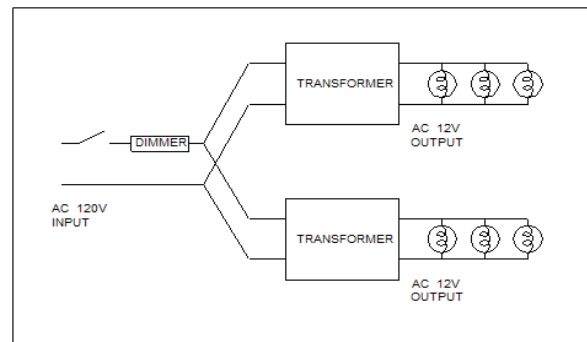 TRANSFORMER
AC 12V
OUTPUT
DIMMER
AC 120V
INPUT
TRANSFORMER
AC 12V
OUTPUT